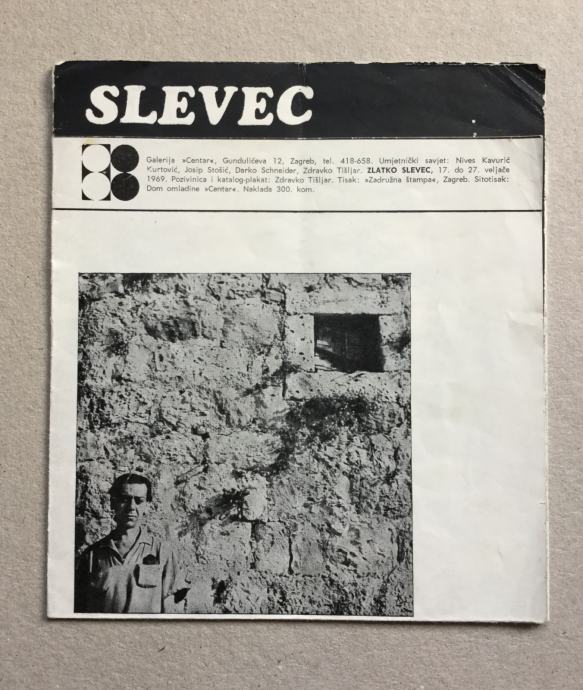 SLEVEC
Galerija »Centar«, Gundulićeva 12, Zagreb, tel. 418-658. Umjetnički savjet: Nives Kavurić
Kurtović, Josip Stošić, Darko Schneider, Zdravko Tišljar. ZLATKO SLEVEC, 17. do 27. veljače
1969. Pozivnica i katalog-plakat: Zdravko Tišljar. Tisak: »Zadružna štampa«, Zagreb. Sitotisak:
Dom omladine »Centar«. Naklada 300. kom.